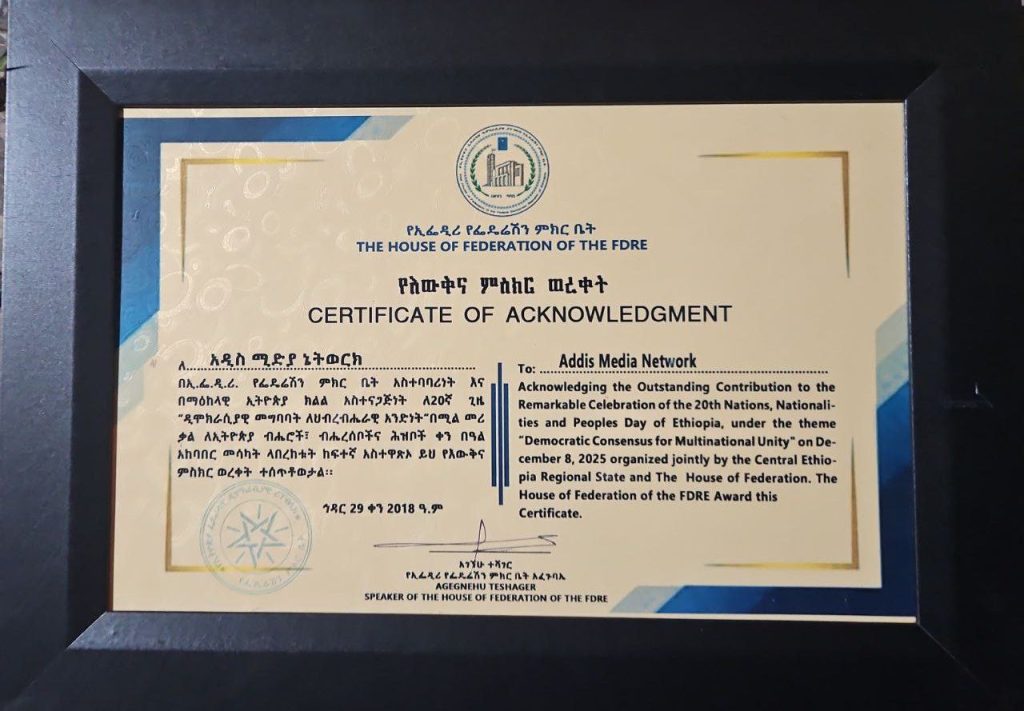 የኢፌዲሪ የፌዴሬሽን ምክር ቤት
THE HOUSE OF FEDERATION OF THE FDRE
የእውቅና ምስክር ወረቀት
CERTIFICATE OF ACKNOWLEDGMENT
ለ... አዲስ ሚድያ ኔትወርክ
በኢ.ፌ.ዲ.ሪ. የፌዴሬሽን ምክር ቤት አስተባባሪነት እና
በማዕከላዊ ኢትዮጵያ ክልል አስተናጋጅነት ለ20ኛ ጊዜ
"ዲሞክራሲያዊ መግባባት ለህብረብሔራዊ አንድነት"በሚል መሪ
ቃል ለኢትዮጵያ ብሔሮች፣ ብሔረሰቦችና ሕዝቦች ቀን በዓል
አከባበር መሳካት ላበረከቱት ከፍተኛ አስተዋጽኦ ይህ የእውቅና
ምስክር ወረቀት ተሰጥቶወታል።
ኅዳር 29 ቀን 2018 ዓ.ም
To: Addis Media Network
Acknowledging the Outstanding Contribution to the
Remarkable Celebration of the 20th Nations, Nationali-
ties and Peoples Day of Ethiopia, under the theme
"Democratic Consensus for Multinational Unity" on De-
cember 8, 2025 organized jointly by the Central Ethio-
pia Regional State and The House of Federation. The
House of Federation of the FDRE Award this
Certificate.
አገኘሁ ተሻገር
የኢፌዲሪ የፌዴሬሽን ምክር ቤት አፈጉባኤ
AGEGNEHU TESHAGER
SPEAKER OF THE HOUSE OF FEDERATION OF THE FDRE